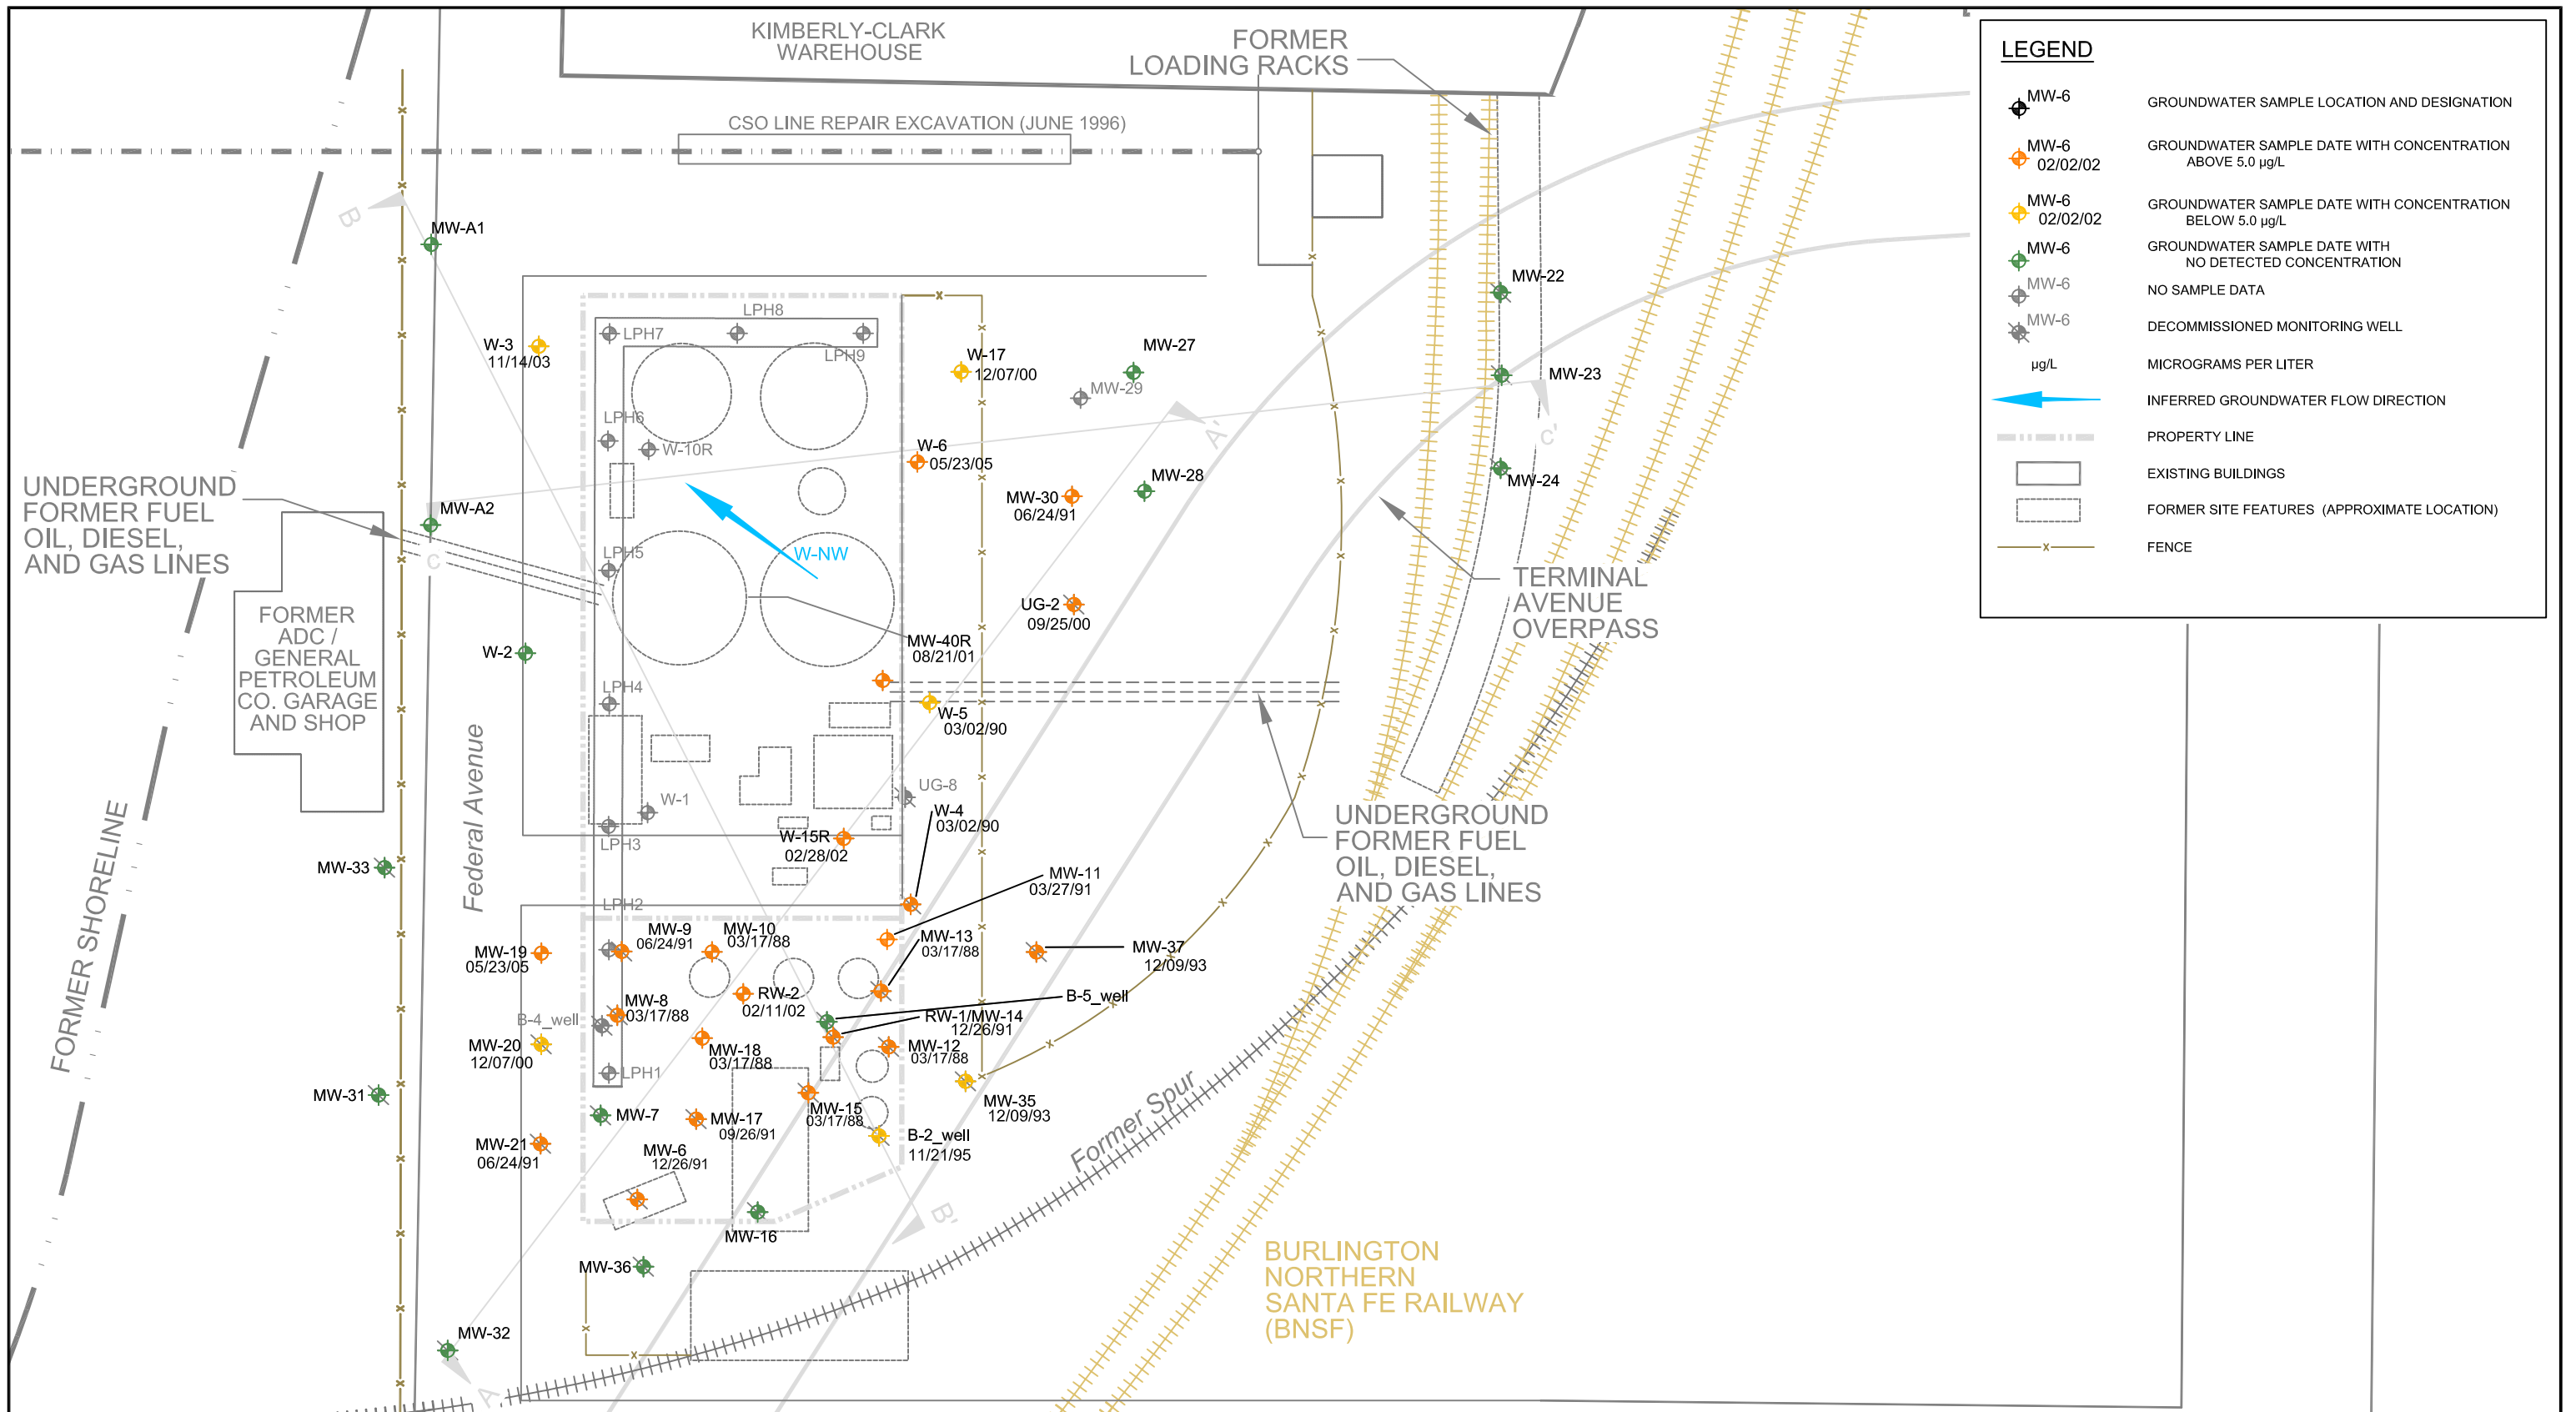 KIMBERLY-CLARK
WAREHOUSE
FORMER
LOADING RACKS
CSO LINE REPAIR EXCAVATION (JUNE 1996)
B
MW-A1
LPH7
LPH8
LPH9
W-3
11/14/03
W-17
12/07/00
MW-27
MW-29
MW-22
MW-23
MW-24
A'
C'
LPH6
W-10R
W-6
05/23/05
MW-30
06/24/91
MW-28
UNDERGROUND
FORMER FUEL
OIL, DIESEL,
AND GAS LINES
MW-A2
C
LPH5
W-NW
UG-2
09/25/00
TERMINAL
AVENUE
OVERPASS
FORMER
ADC /
GENERAL
PETROLEUM
CO. GARAGE
AND SHOP
W-2
MW-40R
08/21/01
LPH4
W-5
03/02/90
Federal Avenue
UG-8
W-1
LPH3
W-4
03/02/90
W-15R
02/28/02
UNDERGROUND
FORMER FUEL
OIL, DIESEL,
AND GAS LINES
FORMER SHORELINE
MW-33
MW-11
03/27/91
LPH2
MW-19
05/23/05
MW-9
06/24/91
MW-10
03/17/88
MW-13
03/17/88
MW-37
12/09/93
RW-2
02/11/02
B-5_well
MW-8
03/17/88
B-4_well
RW-1/MW-14
12/26/91
MW-20
12/07/00
MW-18
03/17/88
MW-12
03/17/88
LPH1
MW-31
MW-7
MW-17
09/26/91
MW-15
03/17/88
MW-35
12/09/93
Former Spur
MW-21
06/24/91
MW-6
12/26/91
B-2_well
11/21/95
B'
MW-16
MW-36
BURLINGTON
NORTHERN
SANTA FE RAILWAY
(BNSF)
MW-32
A
LEGEND
MW-6
GROUNDWATER SAMPLE LOCATION AND DESIGNATION
MW-6
02/02/02
GROUNDWATER SAMPLE DATE WITH CONCENTRATION
ABOVE 5.0 µg/L
MW-6
02/02/02
GROUNDWATER SAMPLE DATE WITH CONCENTRATION
BELOW 5.0 µg/L
MW-6
GROUNDWATER SAMPLE DATE WITH
NO DETECTED CONCENTRATION
MW-6
NO SAMPLE DATA
MW-6
DECOMMISSIONED MONITORING WELL
µg/L
MICROGRAMS PER LITER
INFERRED GROUNDWATER FLOW DIRECTION
PROPERTY LINE
EXISTING BUILDINGS
FORMER SITE FEATURES (APPROXIMATE LOCATION)
FENCE